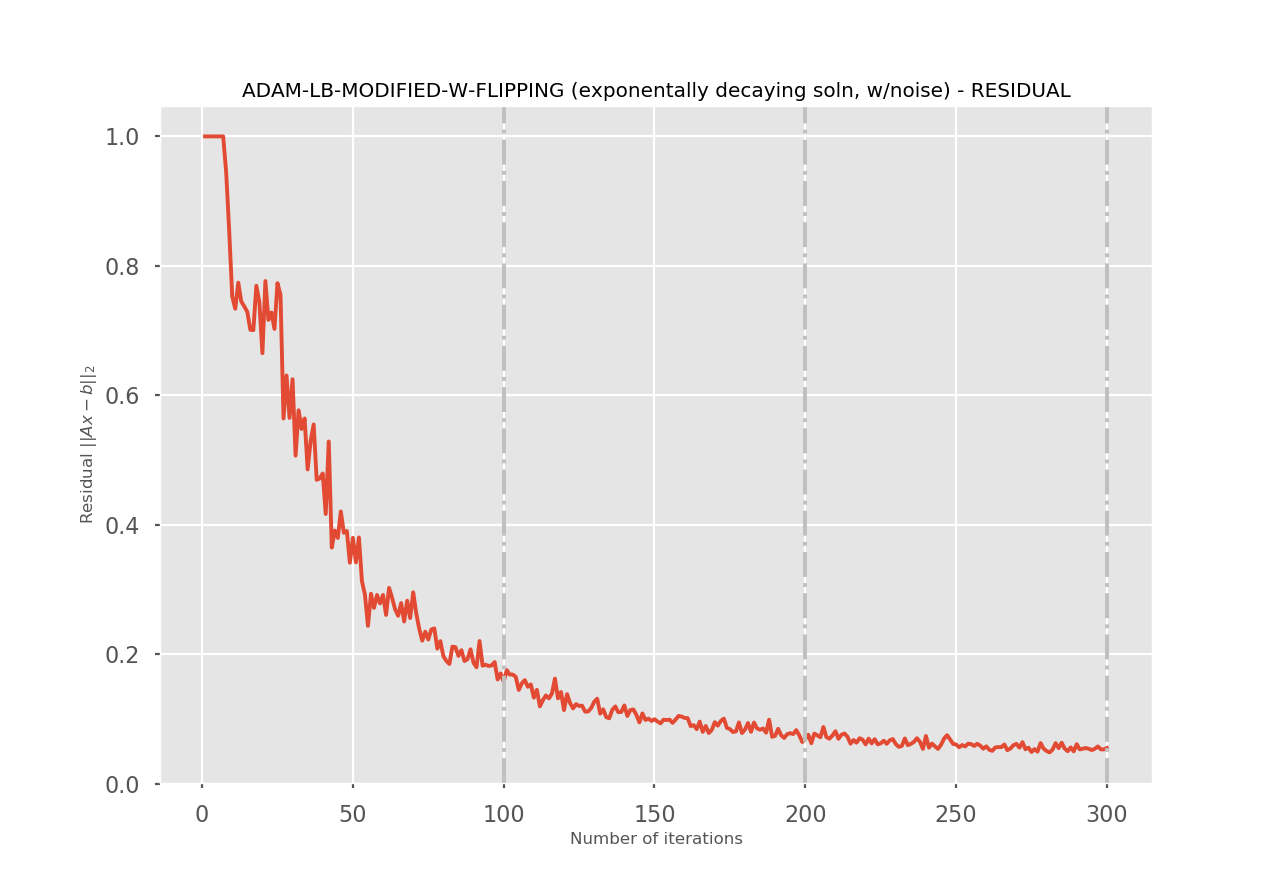 ADAM-LB-MODIFIED-W-FLIPPING (exponentially decaying soln, w/noise) - RESIDUAL
1.0
0.8
0.6
0.4
0.2
0.0
Residual ||Ax − b||₂
0 50 100 150 200 250 300
Number of iterations